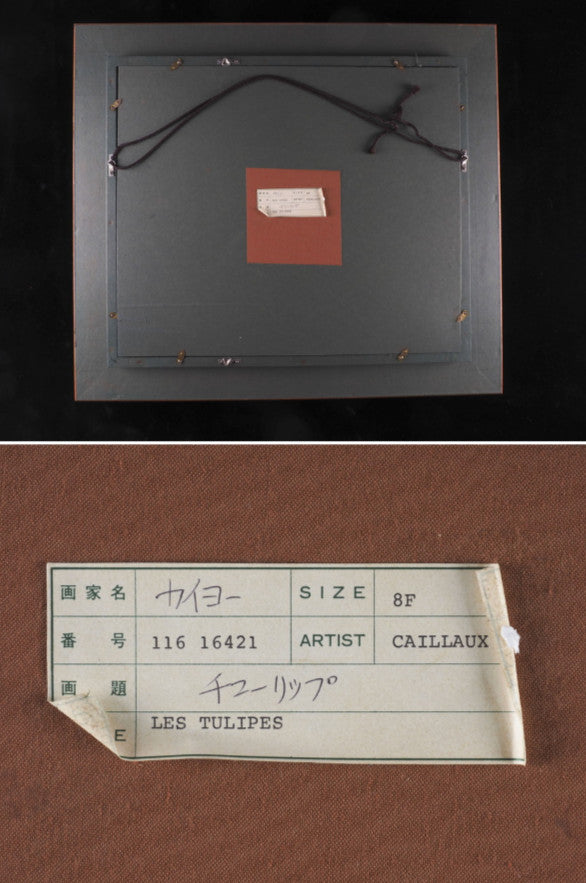 画家名 カイヨー SIZE 8F
番号 116 16421 ARTIST CAILLAUX
画題 チューリップ
E LES TULIPES